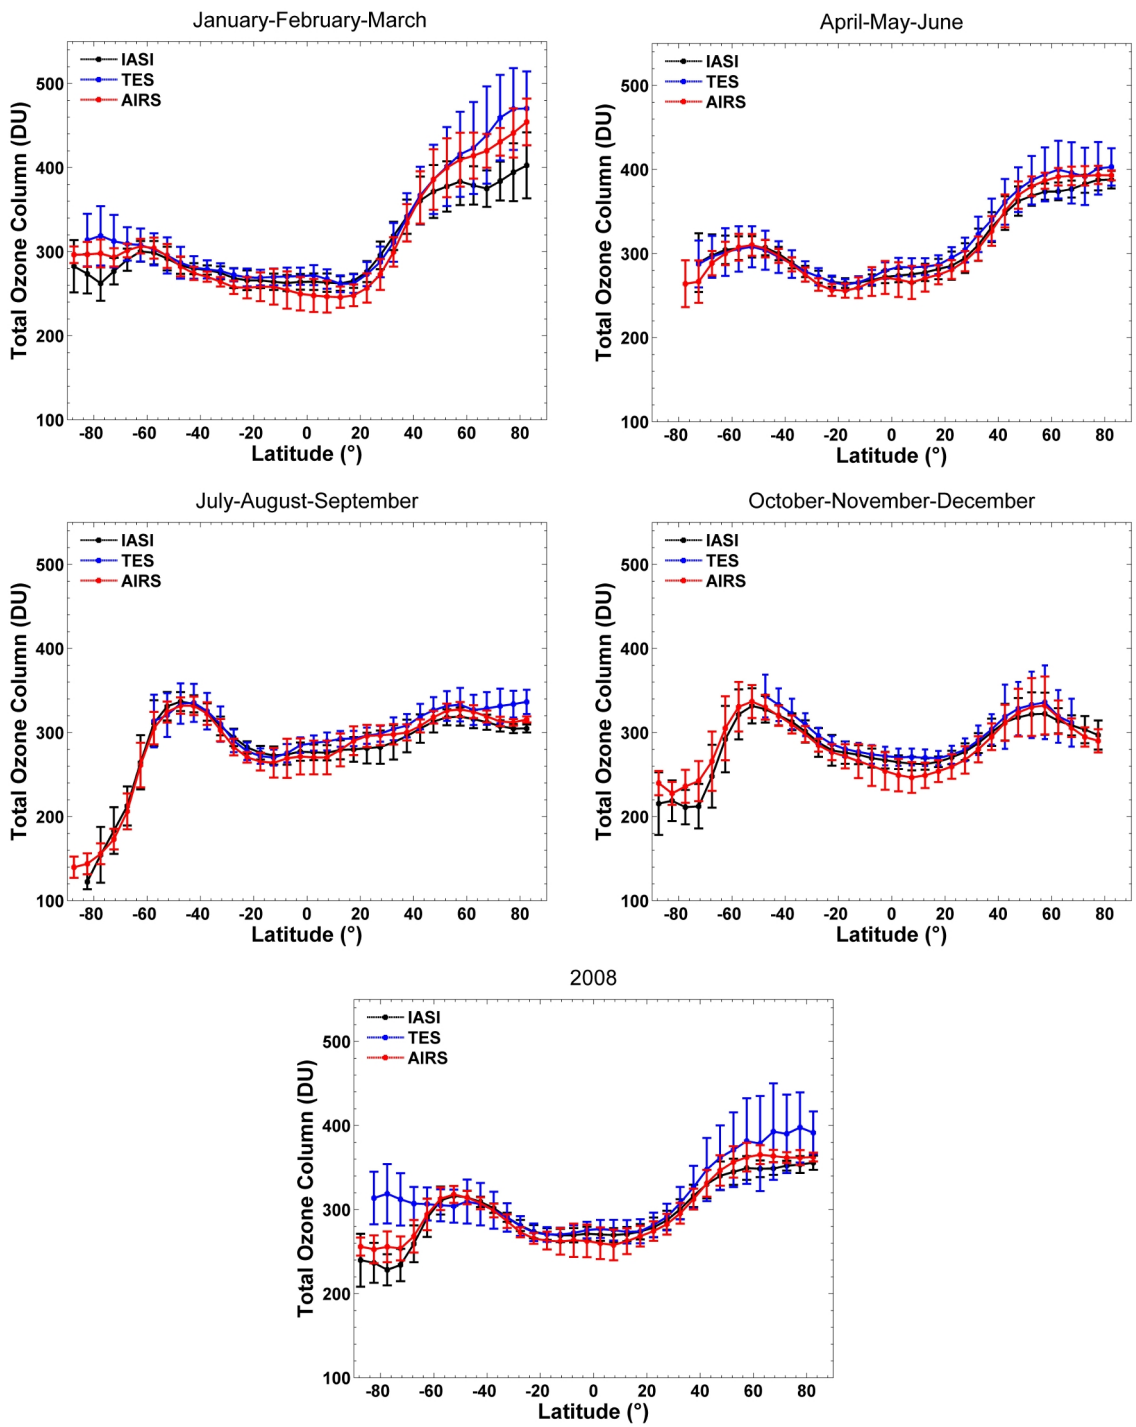 January-February-March
IASI
TES
AIRS
500
400
300
200
100
-80 -60 -40 -20 0 20 40 60 80
Latitude (°)
Total Ozone Column (DU)
April-May-June
IASI
TES
AIRS
500
400
300
200
100
-80 -60 -40 -20 0 20 40 60 80
Latitude (°)
Total Ozone Column (DU)
July-August-September
IASI
TES
AIRS
500
400
300
200
100
-80 -60 -40 -20 0 20 40 60 80
Latitude (°)
Total Ozone Column (DU)
October-November-December
IASI
TES
AIRS
500
400
300
200
100
-80 -60 -40 -20 0 20 40 60 80
Latitude (°)
Total Ozone Column (DU)
2008
IASI
TES
AIRS
500
400
300
200
100
-80 -60 -40 -20 0 20 40 60 80
Latitude (°)
Total Ozone Column (DU)